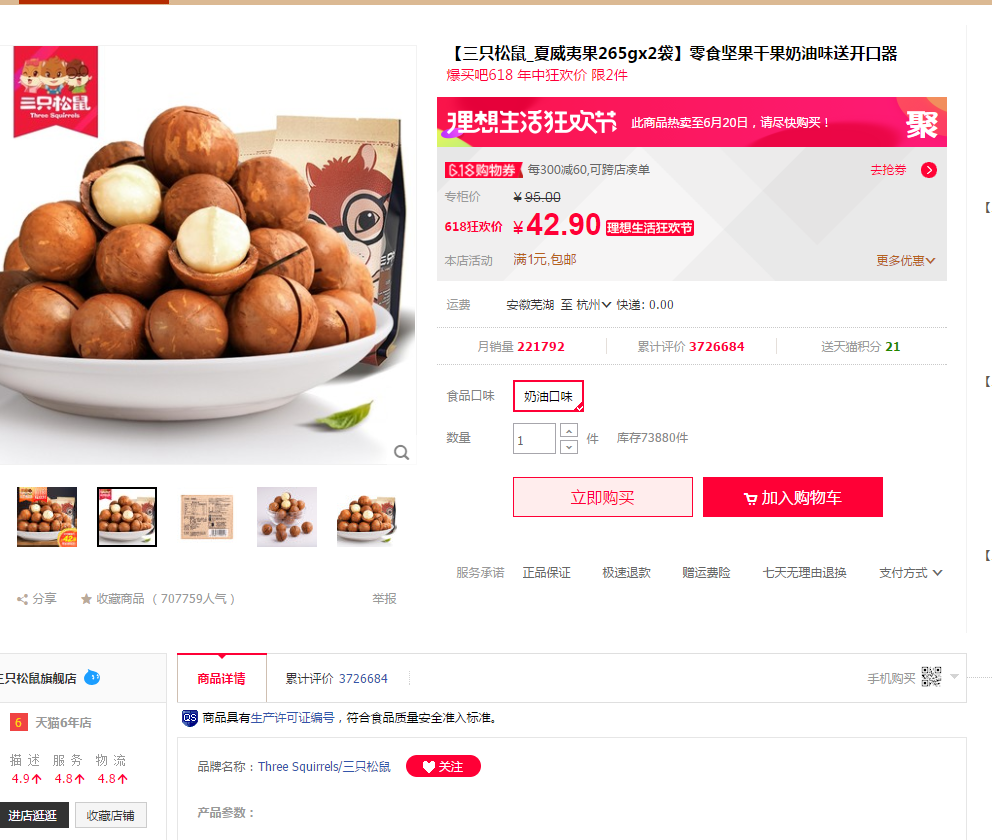 三只松鼠
Three Squirrels
【三只松鼠_夏威夷果265gx2袋】零食坚果干果奶油味送开口器
爆买吧618 年中狂欢价 限2件
理想生活狂欢节 此商品热卖至6月20日，请尽快购买！ 聚
6.18购物券 每300减60,可跨店凑单 去抢券
专柜价 ¥95.00
618狂欢价 ¥42.90 理想生活狂欢节
本店活动 满1元,包邮 更多优惠
运费 安徽芜湖 至 杭州 快递: 0.00
月销量 221792 累计评价 3726684 送天猫积分 21
食品口味 奶油口味
数量 1 件 库存73880件
立即购买 加入购物车
服务承诺 正品保证 极速退款 赠运费险 七天无理由退换 支付方式
分享 收藏商品 （ 707759人气 ） 举报
【
【
【
三只松鼠旗舰店
6 天猫6年店
描 述 服 务 物 流
4.9 4.8 4.8
进店逛逛 收藏店铺
商品详情 累计评价 3726684 手机购买
QS 商品具有生产许可证编号，符合食品质量安全准入标准。
品牌名称：Three Squirrels/三只松鼠 关注
产品参数：